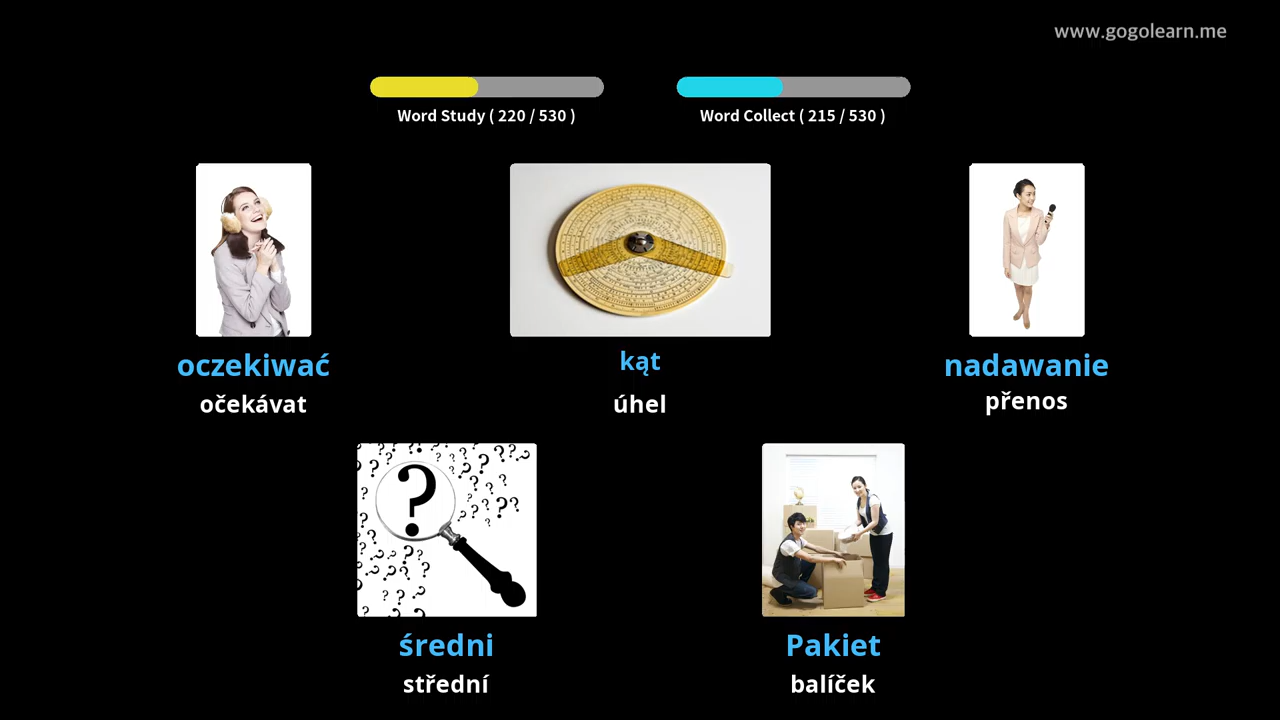 www.gogolearn.me
Word Study ( 220 / 530 )
Word Collect ( 215 / 530 )
oczekiwać
očekávat
kąt
úhel
nadawanie
přenos
średni
střední
Pakiet
balíček